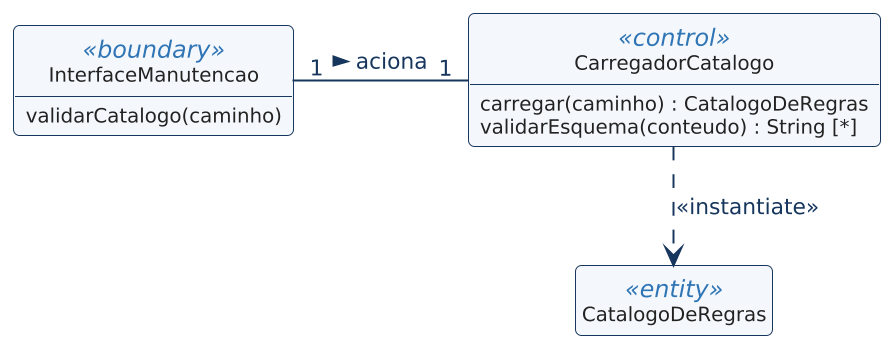 «boundary»
InterfaceManutencao
validarCatalogo(caminho)
1 ► aciona 1
«control»
CarregadorCatalogo
carregar(caminho) : CatalogoDeRegras
validarEsquema(conteudo) : String [*]
«instantiate»
«entity»
CatalogoDeRegras